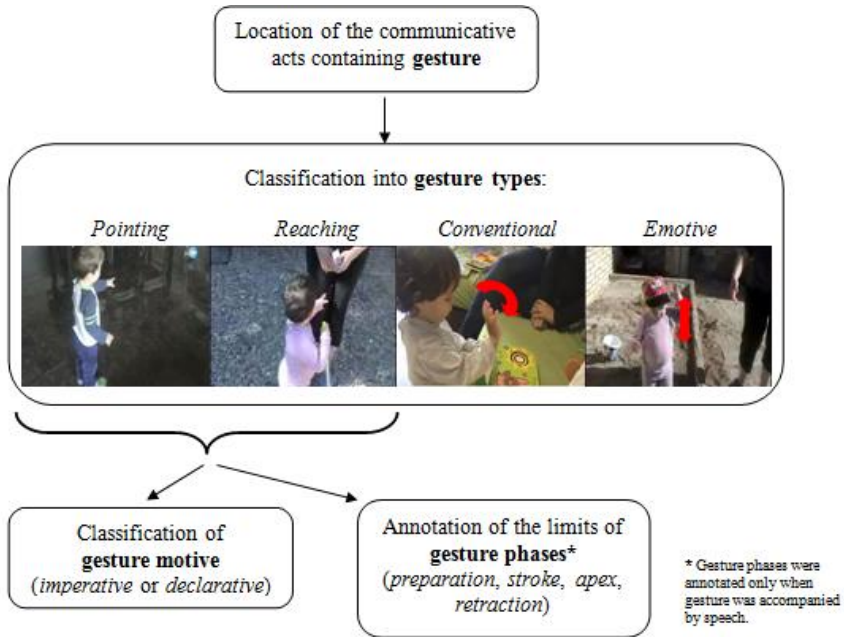 Location of the communicative
acts containing gesture
Classification into gesture types:
Pointing Reaching Conventional Emotive
Classification of
gesture motive
(imperative or declarative)
Annotation of the limits of
gesture phases*
(preparation, stroke, apex,
retraction)
* Gesture phases were
annotated only when
gesture was accompanied
by speech.